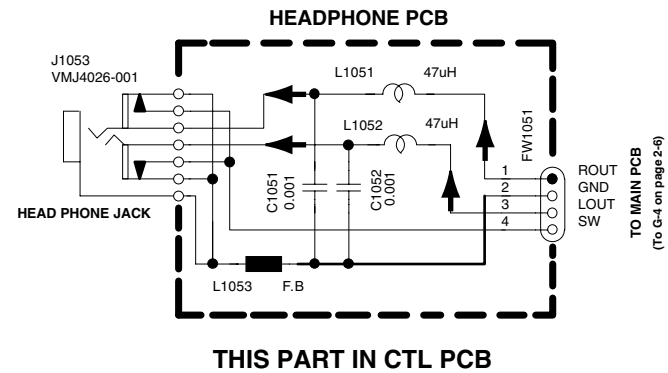 HEADPHONE PCB
J1053
VMJ4026-001
L1051 47uH
L1052 47uH
FW1051
C1051
0.001
C1052
0.001
1 ROUT
2 GND
3 LOUT
4 SW
TO MAIN PCB
(To G-4 on page 2-6)
HEAD PHONE JACK
L1053 F.B
THIS PART IN CTL PCB